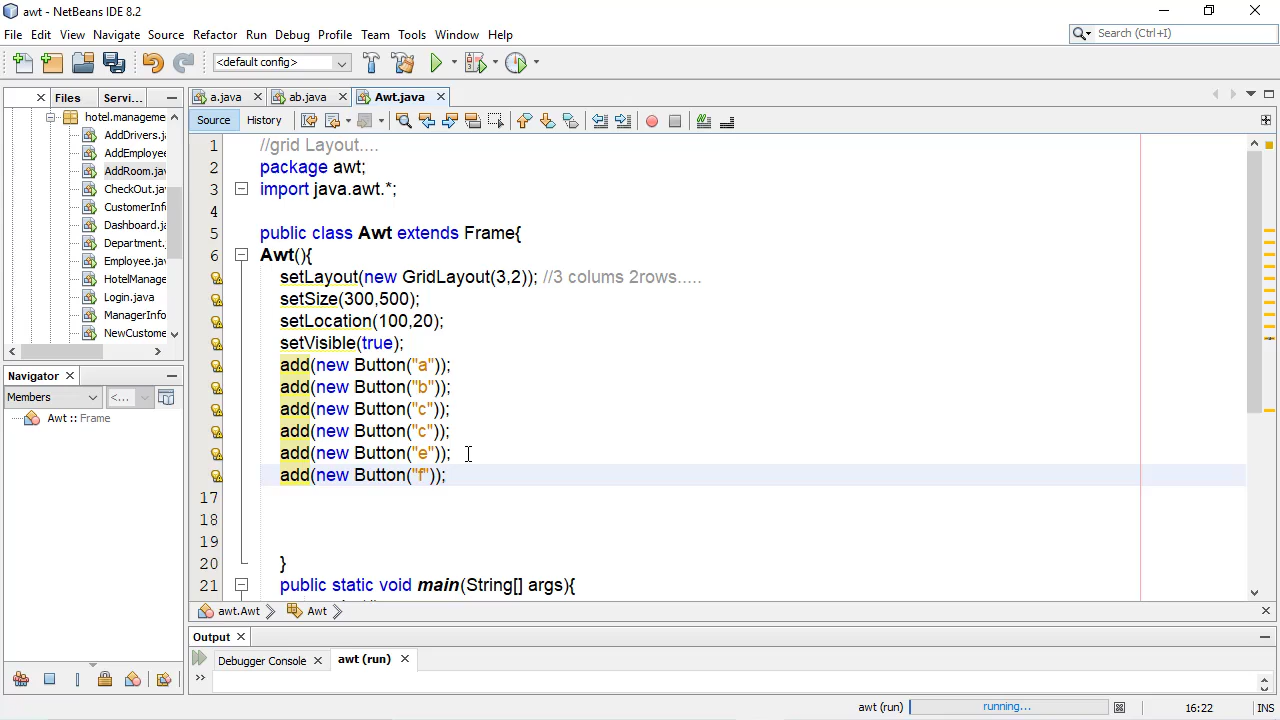 awt - NetBeans IDE 8.2
File Edit View Navigate Source Refactor Run Debug Profile Team Tools Window Help
Search (Ctrl+I)
<default config>
Files Servi...
a.java ab.java Awt.java
Source History
hotel.manageme
AddDrivers.ja
AddEmployee
AddRoom.jav
CheckOut.jav
CustomerInf
Dashboard.ja
Department.
Employee.jav
HotelManage
Login.java
ManagerInfo
NewCustome
1 //grid Layout....
2 package awt;
3 import java.awt.*;
4
5 public class Awt extends Frame{
6 Awt(){
setLayout(new GridLayout(3,2)); //3 colums 2rows.....
setSize(300,500);
setLocation(100,20);
setVisible(true);
add(new Button("a"));
add(new Button("b"));
add(new Button("c"));
add(new Button("c"));
add(new Button("e"));
add(new Button("f"));
17
18
19
20 }
21 public static void main(String[] args){
Navigator
Members <...
Awt :: Frame
awt.Awt Awt
Output
Debugger Console awt (run)
awt (run) running... 16:22 INS